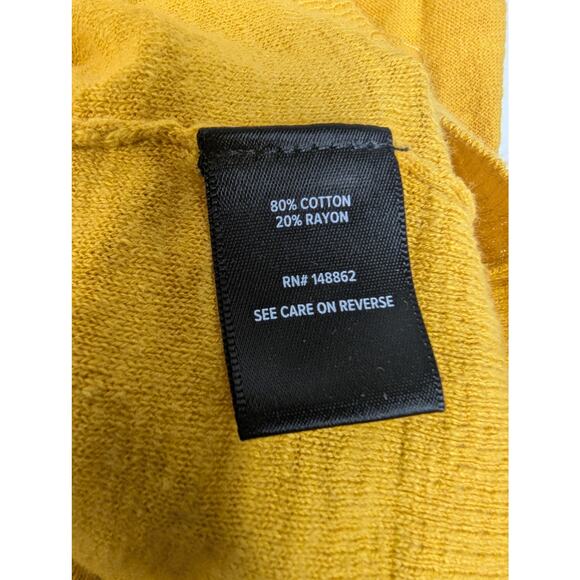 80% COTTON
20% RAYON
RN# 148862
SEE CARE ON REVERSE